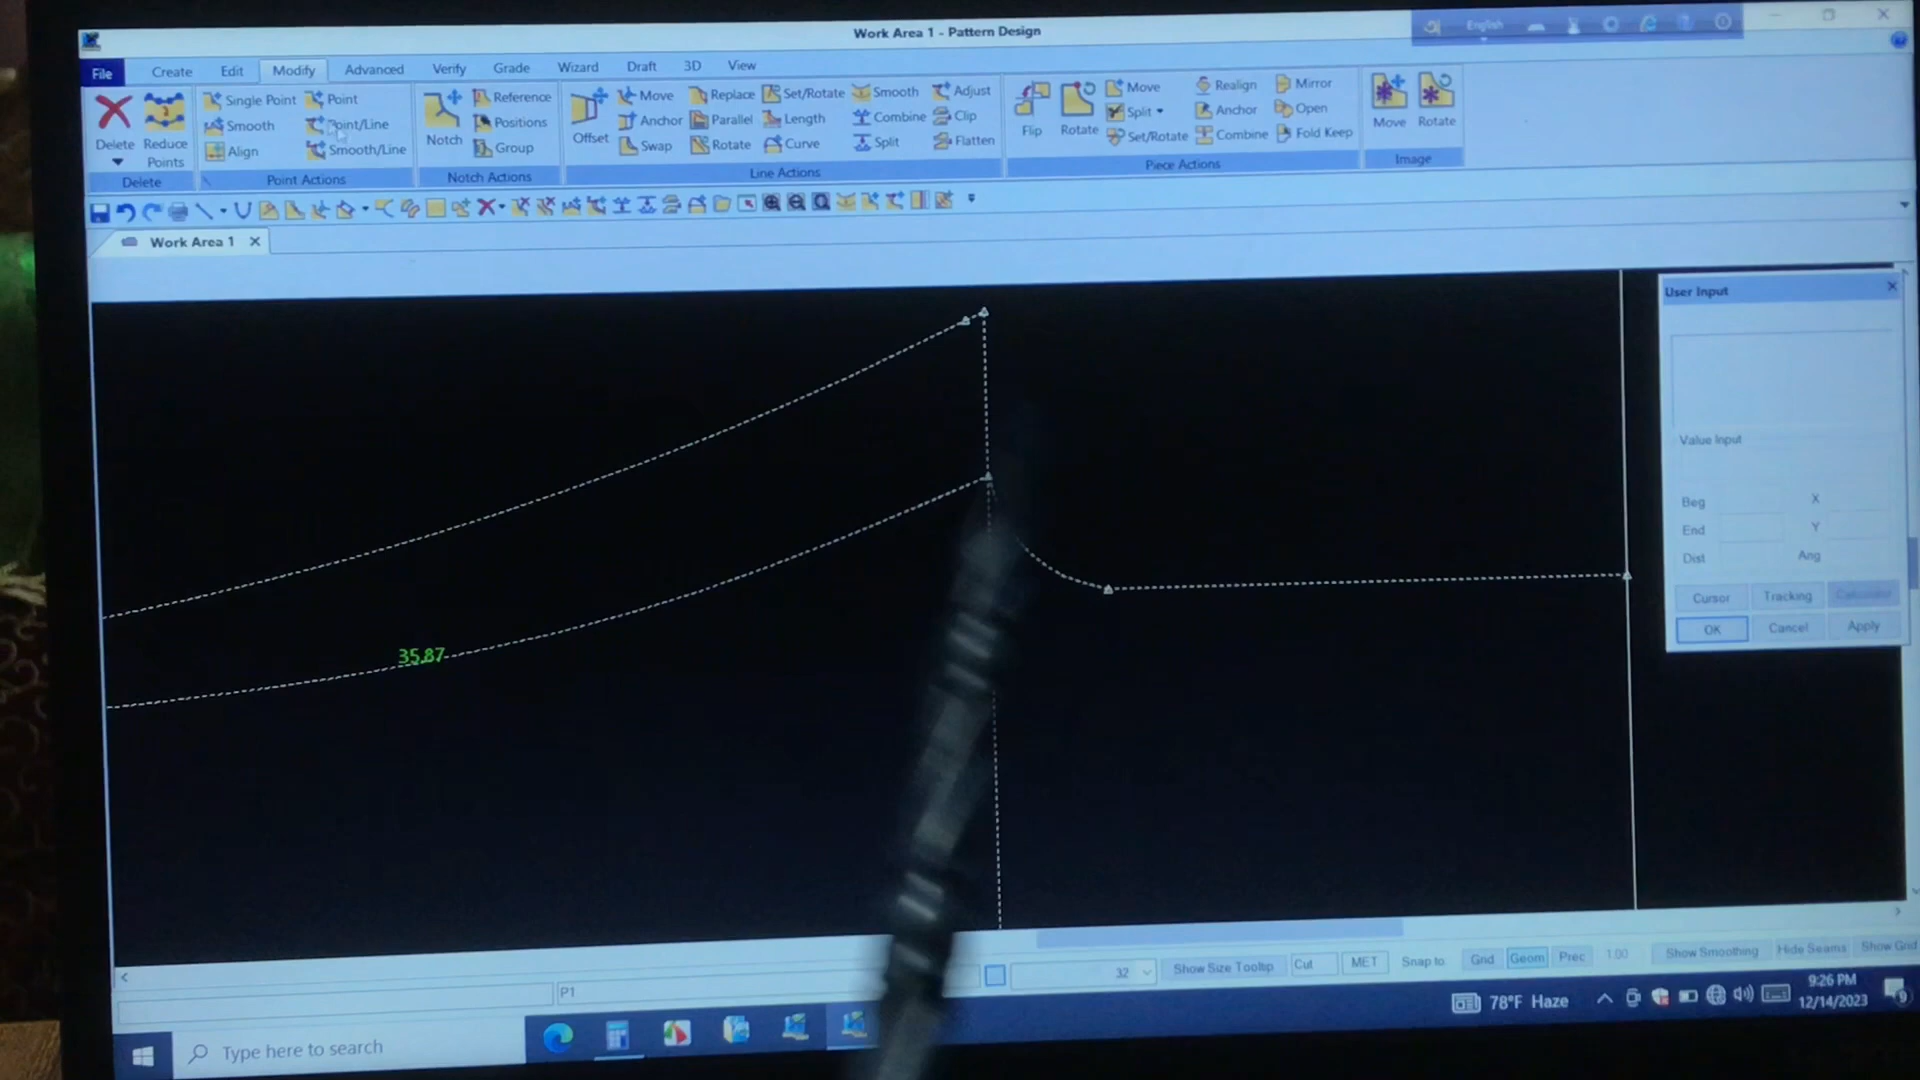 Work Area 1 - Pattern Design
English
File Create Edit Modify Advanced Verify Grade Wizard Draft 3D View
Delete
Reduce Points
Delete
Single Point
Point
Smooth
Point/Line
Align
Smooth/Line
Point Actions
Notch
Reference
Positions
Group
Notch Actions
Offset
Move Replace Set/Rotate Smooth Adjust
Anchor Parallel Length Combine Clip
Swap Rotate Curve Split Flatten
Line Actions
Flip
Rotate
Move Realign Mirror
Split Anchor Open
Set/Rotate Combine Fold Keep
Piece Actions
Move Rotate
Image
Work Area 1
User Input
Value Input
Beg X
End Y
Dist Ang
Cursor Tracking
OK Cancel Apply
35.87
32 Show Size Tooltip Cut MET Snap to Grid Geom Prec 1.00 Show Smoothing Hide Seams Show Grid
P1
Type here to search
78°F Haze
9:26 PM
12/14/2023
9